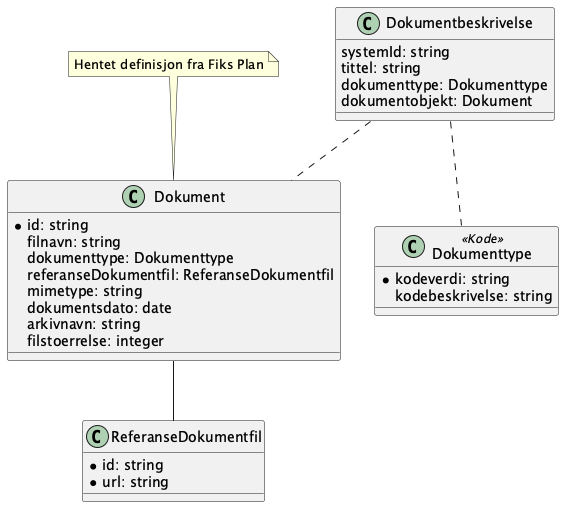 C Dokumentbeskrivelse
systemId: string
tittel: string
dokumenttype: Dokumenttype
dokumentobjekt: Dokument
Hentet definisjon fra Fiks Plan
C Dokument
* id: string
filnavn: string
dokumenttype: Dokumenttype
referanseDokumentfil: ReferanseDokumentfil
mimetype: string
dokumentsdato: date
arkivnavn: string
filstoerrelse: integer
«Kode»
C Dokumenttype
* kodeverdi: string
kodebeskrivelse: string
C ReferanseDokumentfil
* id: string
* url: string